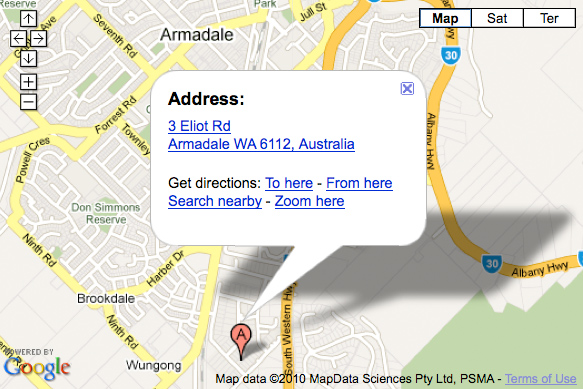 Park
Jull St
Seventh Rd
Armadale
Map
Sat
Ter
30
Forrest Rd
Townley
Powell Cres
Albany Hwy
Address:
3 Eliot Rd
Armadale WA 6112, Australia
Get directions: To here - From here
Search nearby - Zoom here
Don Simmons
Reserve
Ninth Rd
Harber Dr
30
Albany Hwy
Brookdale
South Western Hwy
Ninth Rd
A
Wungong
POWERED BY
Google
Map data ©2010 MapData Sciences Pty Ltd, PSMA - Terms of Use